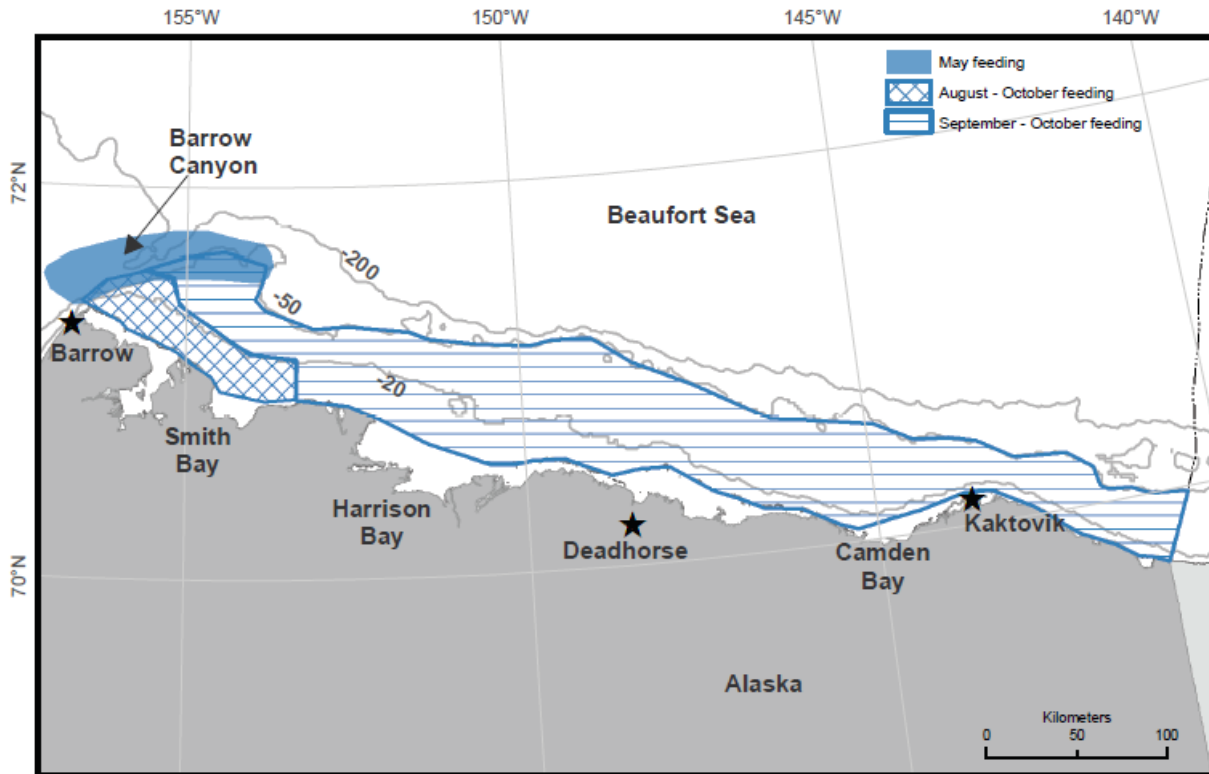 155°W
150°W
145°W
140°W
May feeding
August - October feeding
September - October feeding
Barrow
Canyon
72°N
Beaufort Sea
-200
-50
Barrow
-20
Smith
Bay
Harrison
Bay
Deadhorse
Kaktovik
Camden
Bay
70°N
Alaska
Kilometers
0 50 100